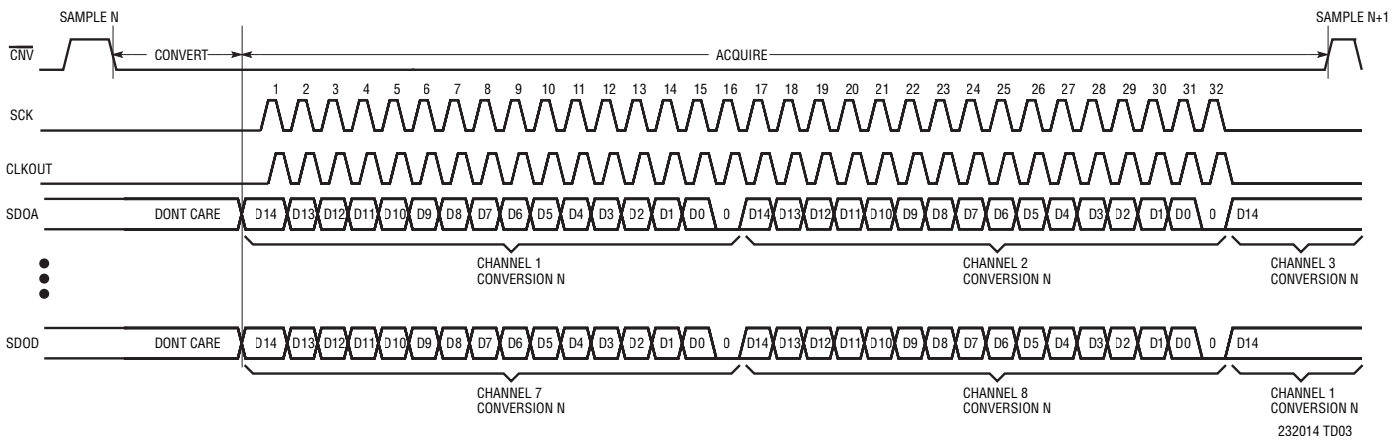 SAMPLE N
SAMPLE N+1
CNV
CONVERT
ACQUIRE
1 2 3 4 5 6 7 8 9 10 11 12 13 14 15 16 17 18 19 20 21 22 23 24 25 26 27 28 29 30 31 32
SCK
CLKOUT
SDOA DONT CARE D14 D13 D12 D11 D10 D9 D8 D7 D6 D5 D4 D3 D2 D1 D0 0 D14 D13 D12 D11 D10 D9 D8 D7 D6 D5 D4 D3 D2 D1 D0 0 D14
CHANNEL 1
CONVERSION N
CHANNEL 2
CONVERSION N
CHANNEL 3
CONVERSION N
SDOD DONT CARE D14 D13 D12 D11 D10 D9 D8 D7 D6 D5 D4 D3 D2 D1 D0 0 D14 D13 D12 D11 D10 D9 D8 D7 D6 D5 D4 D3 D2 D1 D0 0 D14
CHANNEL 7
CONVERSION N
CHANNEL 8
CONVERSION N
CHANNEL 1
CONVERSION N
232014 TD03